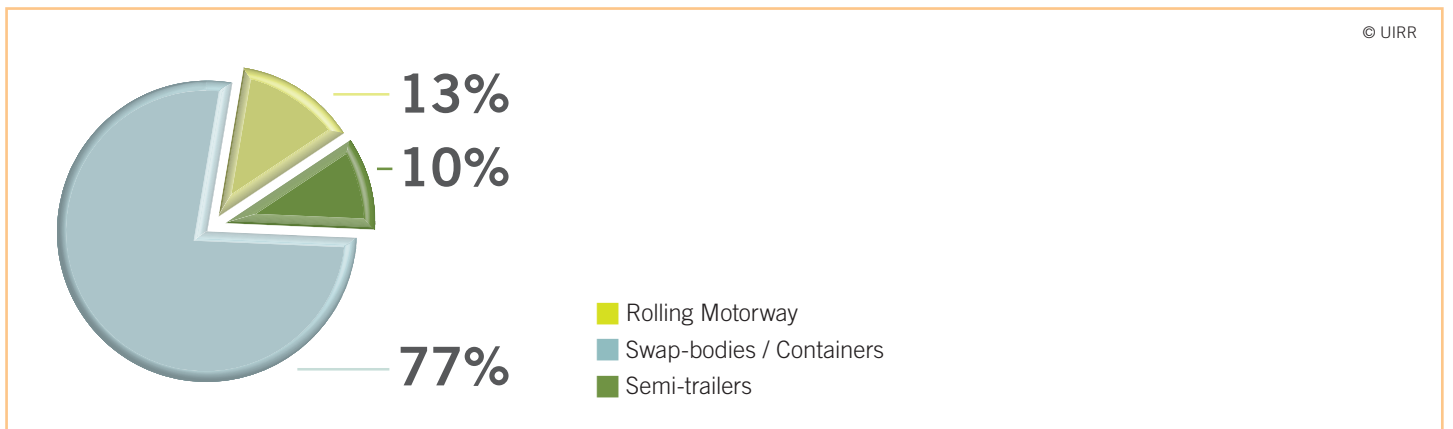 © UIRR
13%
10%
77%
Rolling Motorway
Swap-bodies / Containers
Semi-trailers